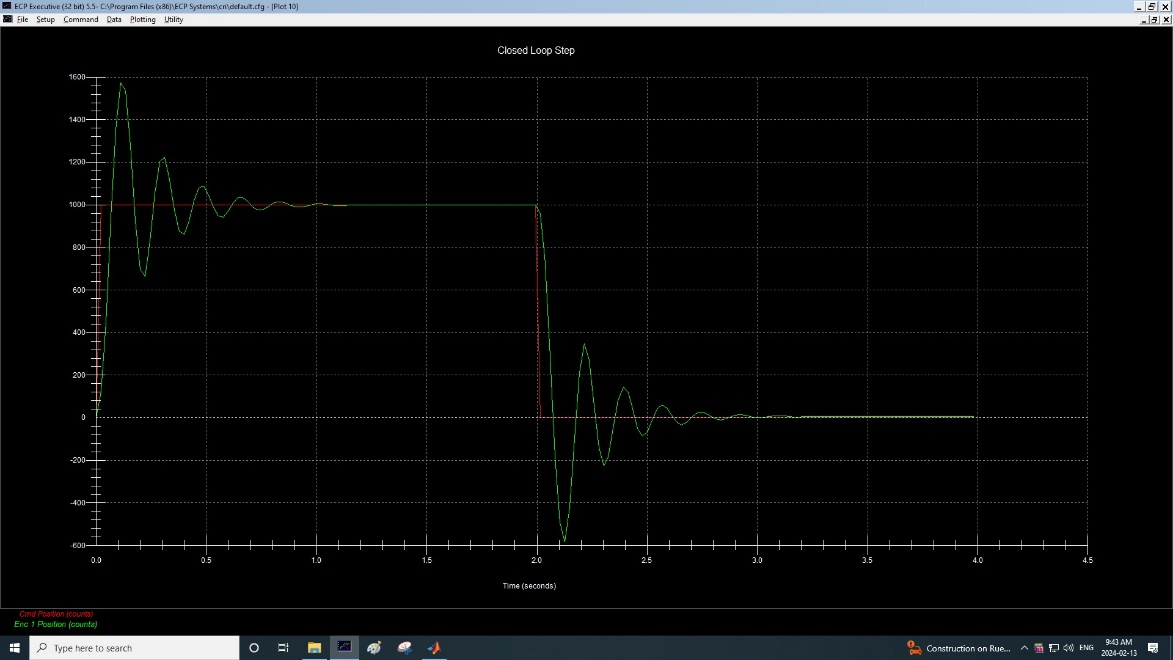 ECP Executive (32 bit) 5.5- C:\Program Files (x86)\ECP Systems\cn\default.cfg - [Plot 10]
File Setup Command Data Plotting Utility
Closed Loop Step
1600
1400
1200
1000
800
600
400
200
0
-200
-400
-600
0.0 0.5 1.0 1.5 2.0 2.5 3.0 3.5 4.0 4.5
Time (seconds)
Cmd Position (counts)
Enc 1 Position (counts)
Type here to search
Construction on Rue...
ENG
9:43 AM
2024-02-13